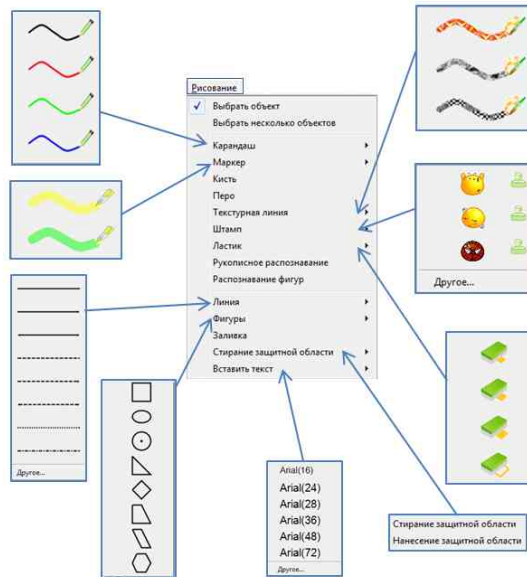 Рисование
Выбрать объект
Выбрать несколько объектов
Карандаш
Маркер
Кисть
Перо
Текстурная линия
Штамп
Ластик
Рукописное распознавание
Распознавание фигур
Линия
Фигуры
Заливка
Стирание защитной области
Вставить текст
Другое...
Другое...
Arial(16)
Arial(24)
Arial(28)
Arial(36)
Arial(48)
Arial(72)
Другое...
Стирание защитной области
Нанесение защитной области